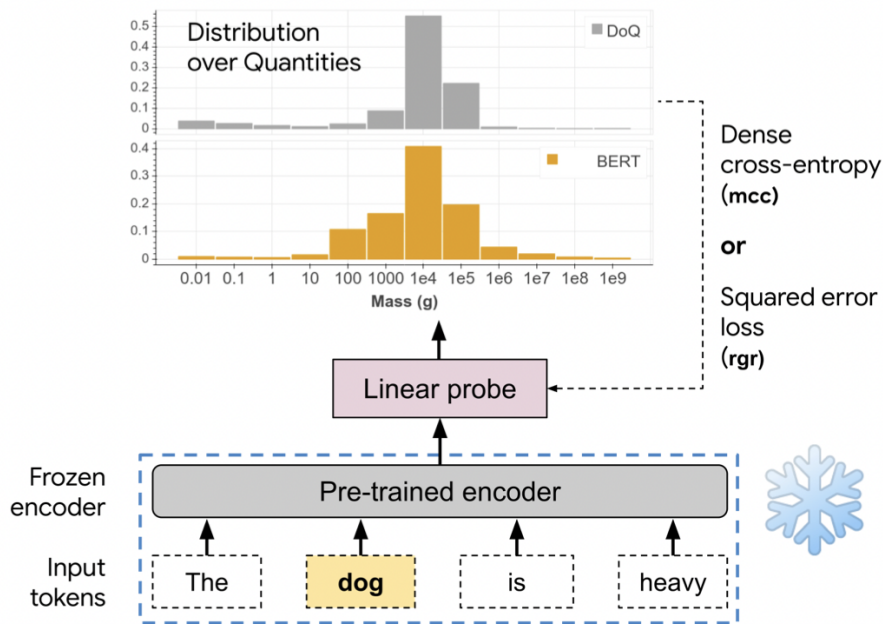 Distribution
over Quantities
DoQ
0.5
0.4
0.3
0.2
0.1
0
BERT
0.4
0.3
0.2
0.1
0
0.01 0.1 1 10 100 1000 1e4 1e5 1e6 1e7 1e8 1e9
Mass (g)
Dense
cross-entropy
(mcc)
or
Squared error
loss
(rgr)
Linear probe
Frozen
encoder
Pre-trained encoder
Input
tokens
The dog is heavy